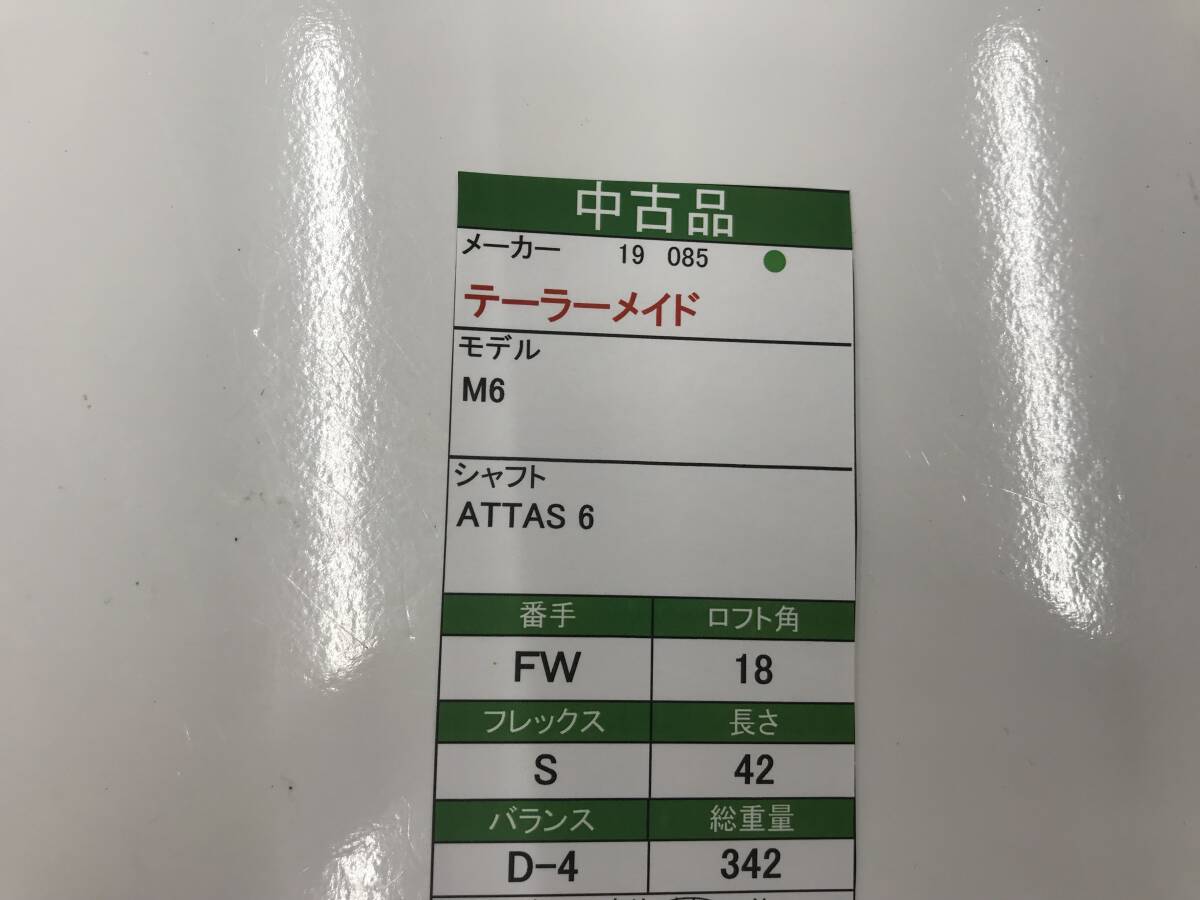 中古品
メーカー 19 085
テーラーメイド
モデル
M6
シャフト
ATTAS 6
番手 ロフト角
FW 18
フレックス 長さ
S 42
バランス 総重量
D-4 342